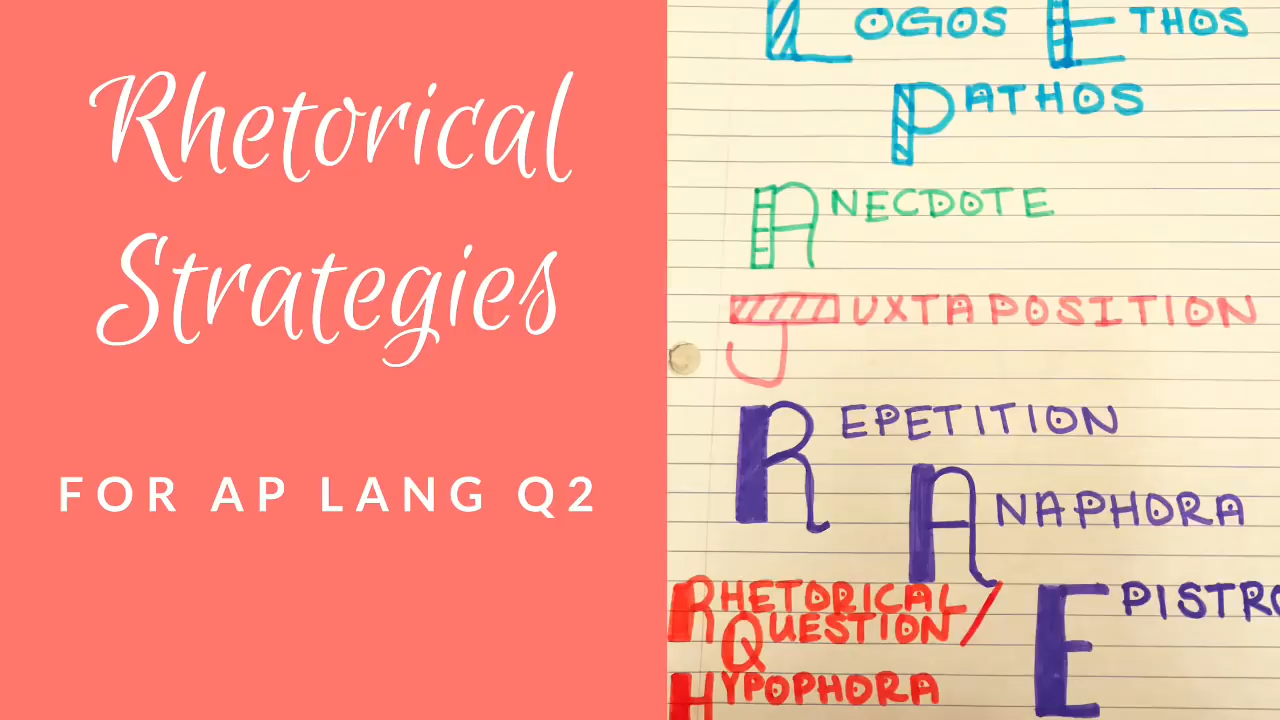 Rhetorical
Strategies
FOR AP LANG Q2
LOGOS ETHOS
PATHOS
ANECDOTE
JUXTAPOSITION
REPETITION
ANAPHORA
RHETORICAL/
QUESTION
HYPOPHORA
EPISTRO